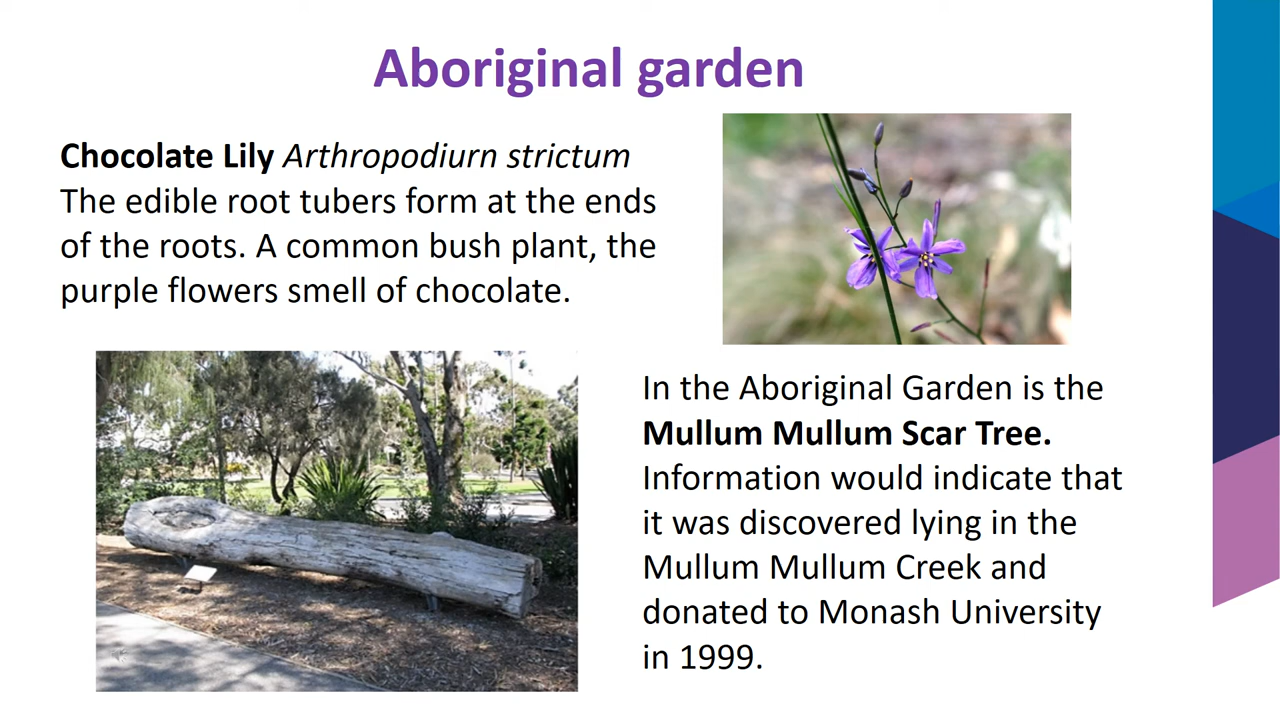 Aboriginal garden
Chocolate Lily Arthropodiurn strictum
The edible root tubers form at the ends
of the roots. A common bush plant, the
purple flowers smell of chocolate.
In the Aboriginal Garden is the
Mullum Mullum Scar Tree.
Information would indicate that
it was discovered lying in the
Mullum Mullum Creek and
donated to Monash University
in 1999.